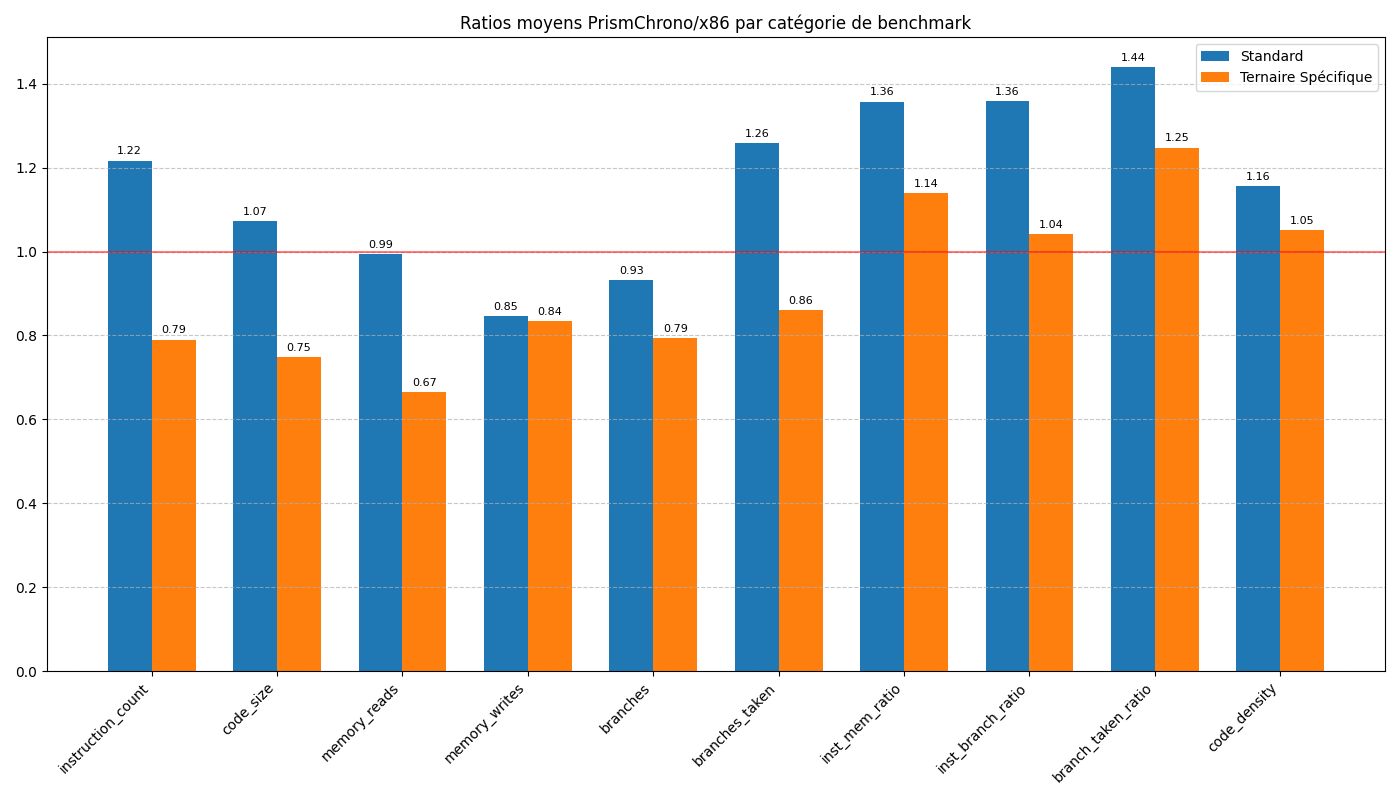 Ratios moyens PrismChrono/x86 par catégorie de benchmark
Standard
Ternaire Spécifique
1.4
1.2
1.0
0.8
0.6
0.4
0.2
0.0
1.22
0.79
1.07
0.75
0.99
0.67
0.85
0.84
0.93
0.79
1.26
0.86
1.36
1.14
1.36
1.04
1.44
1.25
1.16
1.05
instruction_count
code_size
memory_reads
memory_writes
branches
branches_taken
inst_mem_ratio
inst_branch_ratio
branch_taken_ratio
code_density